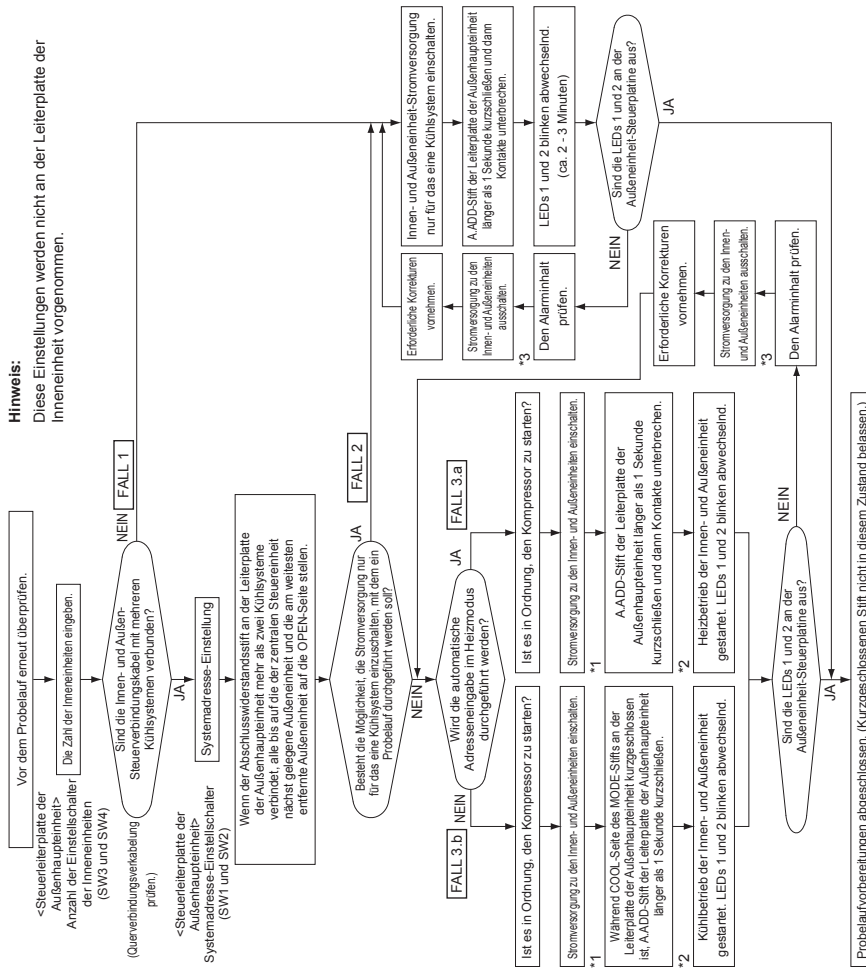 Hinweis:
Diese Einstellungen werden nicht an der Leiterplatte der
Inneneinheit vorgenommen.
Vor dem Probelauf erneut überprüfen.
<Steuerleiterplatte der
Außenhaupteinheit>
Anzahl der Einstellschalter
der Inneneinheiten
(SW3 und SW4)
Die Zahl der Inneneinheiten eingeben.
Sind die Innen- und Außen-
Steuerverbindungskabel mit mehreren
Kühlsystemen verbunden?
(Querverbindungsverkabelung
prüfen.)
NEIN
FALL 1
JA
<Steuerleiterplatte der
Außenhaupteinheit>
Systemadresse-Einstellschalter
(SW1 und SW2)
Systemadresse-Einstellung
Wenn der Abschlusswiderstandsstift an der Leiterplatte
der Außenhaupteinheit mehr als zwei Kühlsysteme
verbindet, alle bis auf die der zentralen Steuereinheit
nächst gelegene Außeneinheit und die am weitesten
entfernte Außeneinheit auf die OPEN-Seite stellen.
Besteht die Möglichkeit, die Stromversorgung nur
für das eine Kühlsystem einzuschalten, mit dem ein
Probelauf durchgeführt werden soll?
JA
FALL 2
NEIN
Wird die automatische
Adresseneingabe im Heizmodus
durchgeführt werden?
FALL 3.b
NEIN
JA
FALL 3.a
Ist es in Ordnung, den Kompressor zu starten?
Stromversorgung zu den Innen- und Außeneinheiten einschalten.
*1
Während COOL-Seite des MODE-Stifts an der
Leiterplatte der Außenhaupteinheit kurzgeschlossen
ist, A.ADD-Stift der Leiterplatte der Außenhaupteinheit
länger als 1 Sekunde kurzschließen.
*2
Kühlbetrieb der Innen- und Außeneinheit
gestartet. LEDs 1 und 2 blinken abwechselnd.
Ist es in Ordnung, den Kompressor zu starten?
Stromversorgung zu den Innen- und Außeneinheiten einschalten.
*1
A.ADD-Stift der Leiterplatte der
Außenhaupteinheit länger als 1 Sekunde
kurzschließen und dann Kontakte unterbrechen.
*2
Heizbetrieb der Innen- und Außeneinheit
gestartet. LEDs 1 und 2 blinken abwechselnd.
Sind die LEDs 1 und 2 an der
Außeneinheit-Steuerplatine aus?
NEIN
JA
Erforderliche Korrekturen
vornehmen.
Stromversorgung zu den Innen-
und Außeneinheiten ausschalten.
*3
Den Alarminhalt prüfen.
Innen- und Außeneinheit-Stromversorgung
nur für das eine Kühlsystem einschalten.
A.ADD-Stift der Leiterplatte der Außenhaupteinheit
länger als 1 Sekunde kurzschließen und dann
Kontakte unterbrechen.
LEDs 1 und 2 blinken abwechselnd.
(ca. 2 - 3 Minuten)
Sind die LEDs 1 und 2 an der
Außeneinheit-Steuerplatine aus?
NEIN
JA
Erforderliche Korrekturen
vornehmen.
Stromversorgung zu den
Innen- und Außeneinheiten
ausschalten.
*3
Den Alarminhalt
prüfen.
Probelaufvorbereitungen abgeschlossen. (Kurzgeschlossenen Stift nicht in diesem Zustand belassen.)